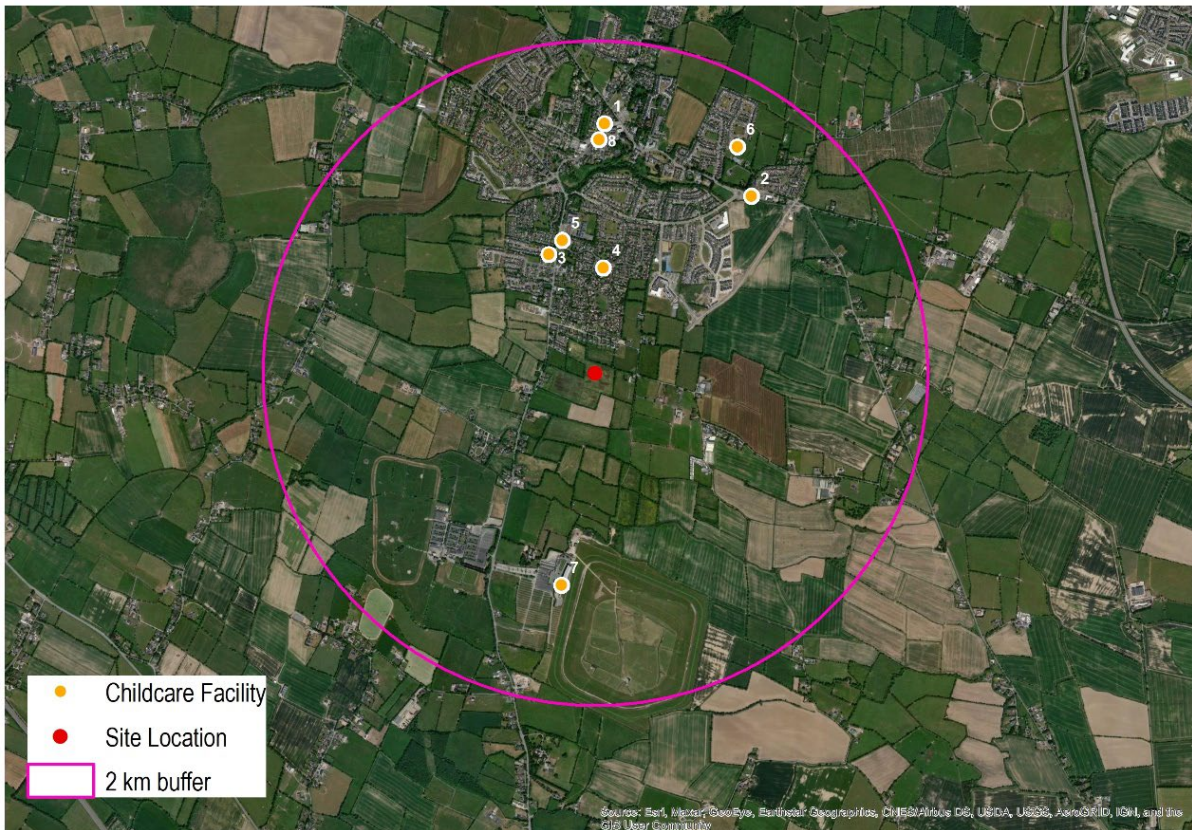 1
8
6
2
5
3
4
7
Childcare Facility
Site Location
2 km buffer
Source: Esri, Maxar, GeoEye, Earthstar Geographics, CNES/Airbus DS, USDA, USGS, AeroGRID, IGN, and the
GIS User Community